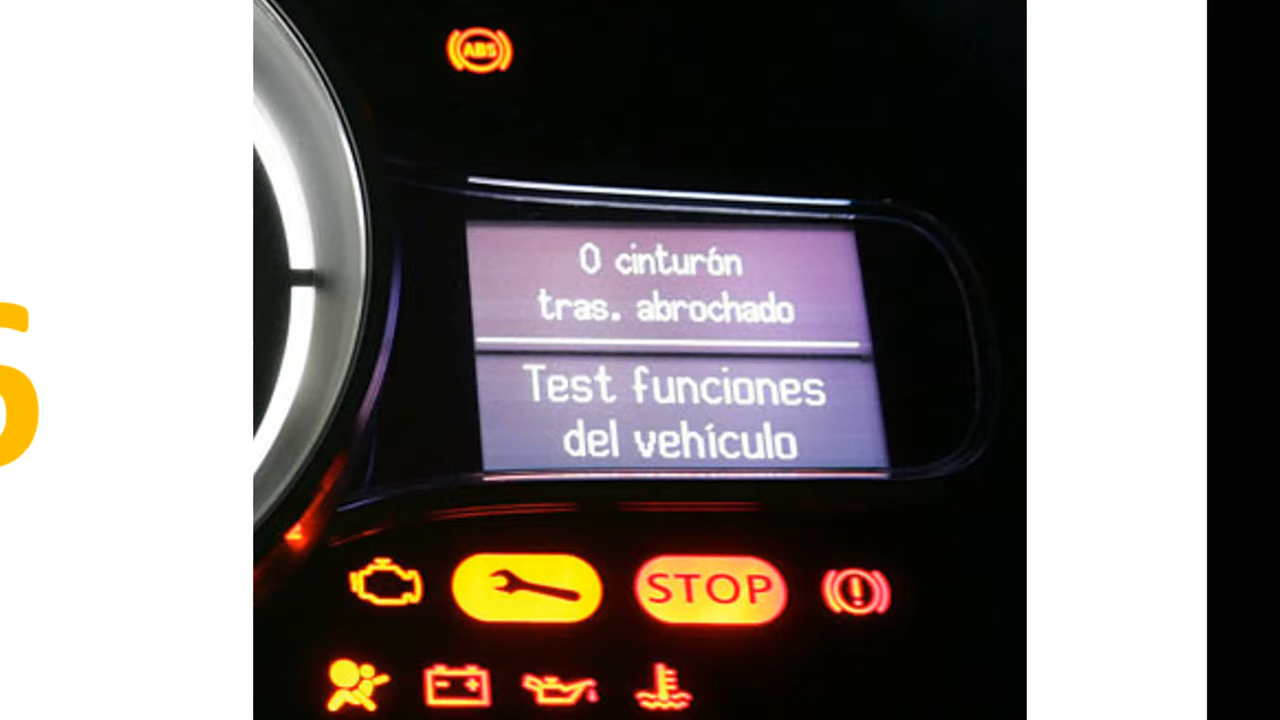 ABS
0 cinturón
tras. abrochado
Test funciones
del vehículo
STOP